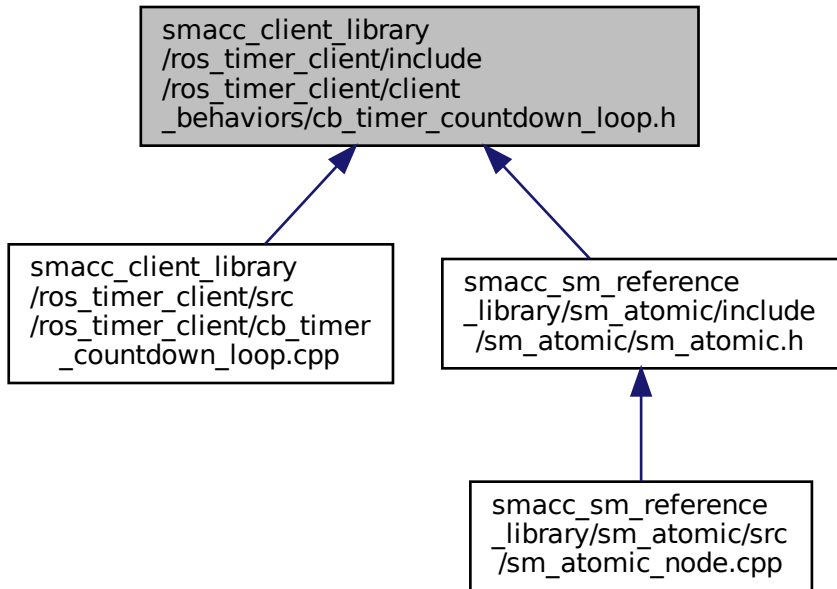 smacc_client_library
/ros_timer_client/include
/ros_timer_client/client
_behaviors/cb_timer_countdown_loop.h
smacc_client_library
/ros_timer_client/src
/ros_timer_client/cb_timer
_countdown_loop.cpp
smacc_sm_reference
_library/sm_atomic/include
/sm_atomic/sm_atomic.h
smacc_sm_reference
_library/sm_atomic/src
/sm_atomic_node.cpp